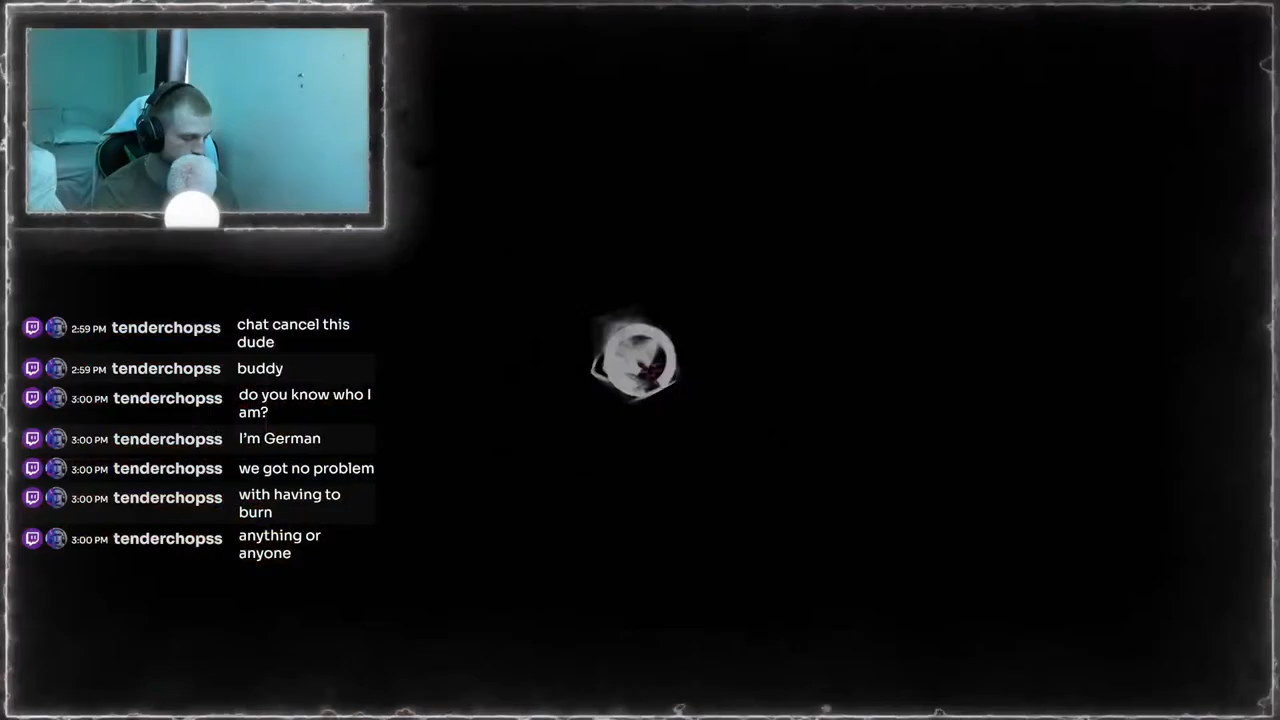 2:59 PM tenderchopss chat cancel this
dude
2:59 PM tenderchopss buddy
3:00 PM tenderchopss do you know who I
am?
3:00 PM tenderchopss I'm German
3:00 PM tenderchopss we got no problem
3:00 PM tenderchopss with having to
burn
3:00 PM tenderchopss anything or
anyone